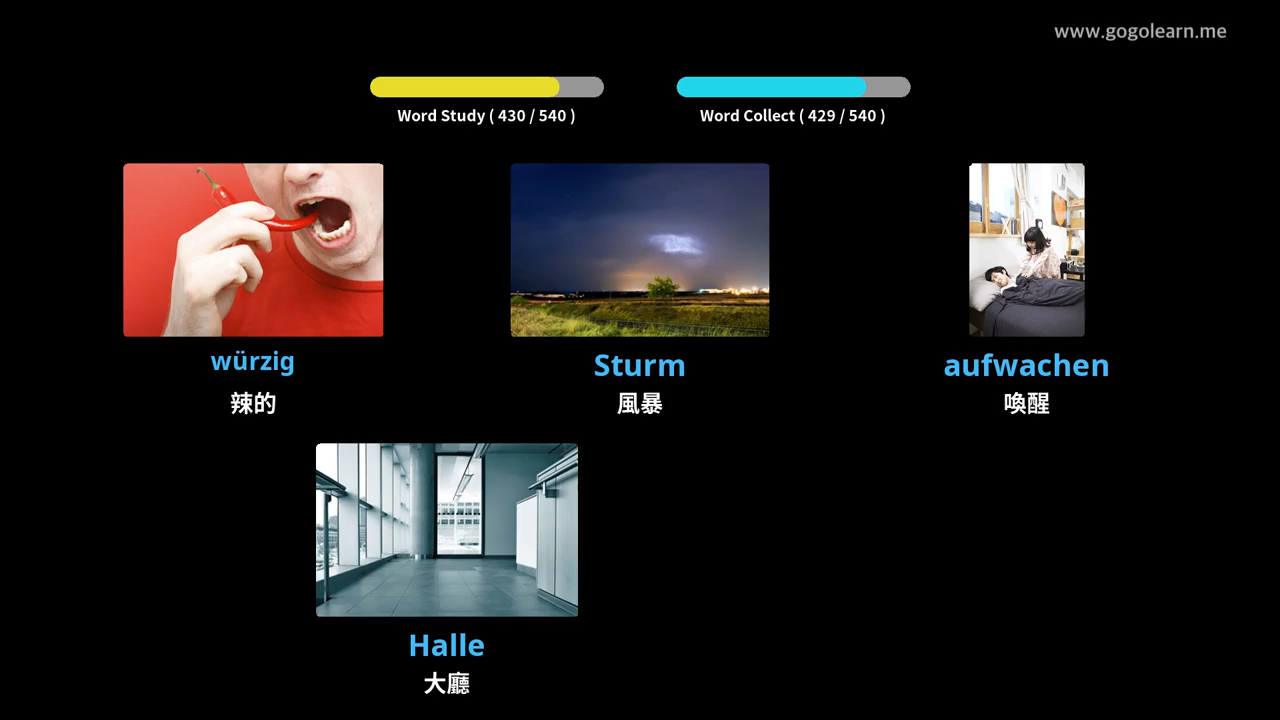 www.gogolearn.me
Word Study ( 430 / 540 )
Word Collect ( 429 / 540 )
würzig
辣的
Sturm
風暴
aufwachen
喚醒
Halle
大廳